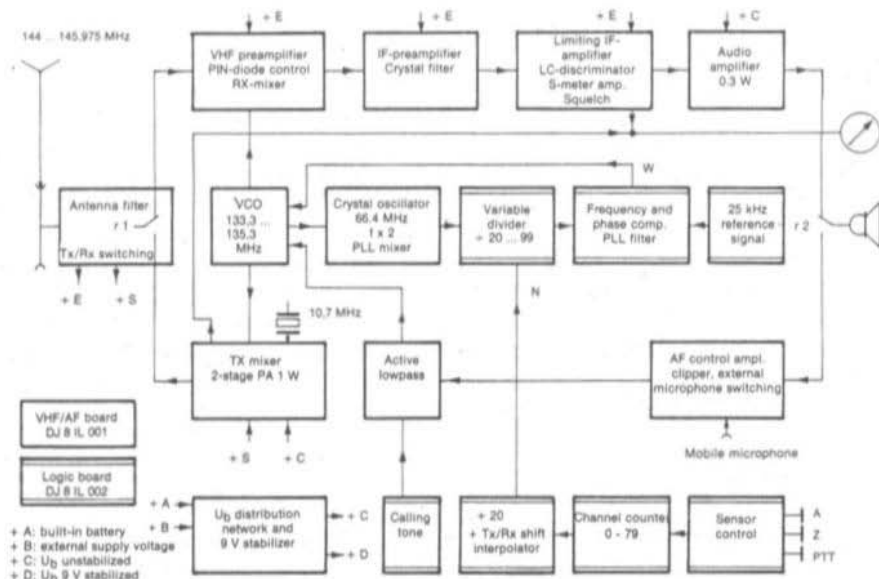 + E
+ E
+ E
+ C
144 ... 145,975 MHz
VHF preamplifier
PIN-diode control
RX-mixer
IF-preamplifier
Crystal filter
Limiting IF-
amplifier
LC-discriminator
S-meter amp.
Squelch
Audio
amplifier
0.3 W
W
Antenna filter
r 1
Tx/Rx switching
+ E
+ S
VCO
133,3 ...
135,3
MHz
Crystal oscillator
66.4 MHz
f x 2
PLL mixer
Variable
divider
÷ 20 ... 99
Frequency and
phase comp.
PLL filter
25 kHz
reference
signal
r 2
N
10,7 MHz
TX mixer
2-stage PA 1 W
Active
lowpass
AF control ampl.
clipper, external
microphone switching
+ S
+ C
Mobile microphone
VHF/AF board
DJ 8 IL 001
Logic board
DJ 8 IL 002
+ A: built-in battery
+ B: external supply voltage
+ C: Ub unstabilized
+ D: Ub 9 V stabilized
+ A
+ B
Ub distribution
network and
9 V stabilizer
+ C
+ D
Calling
tone
+ 20
+ Tx/Rx shift
interpolator
Channel counter
0 - 79
Sensor
control
A
Z
PTT